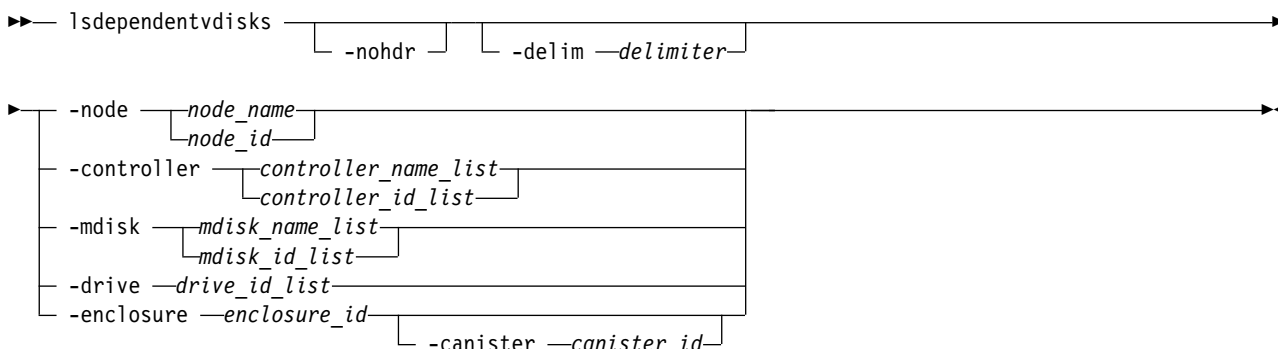 lsdependentvdisks
-nohdr -delim delimiter
-node node_name
node_id
-controller controller_name_list
controller_id_list
-mdisk mdisk_name_list
mdisk_id_list
-drive drive_id_list
-enclosure enclosure_id
-canister canister_id